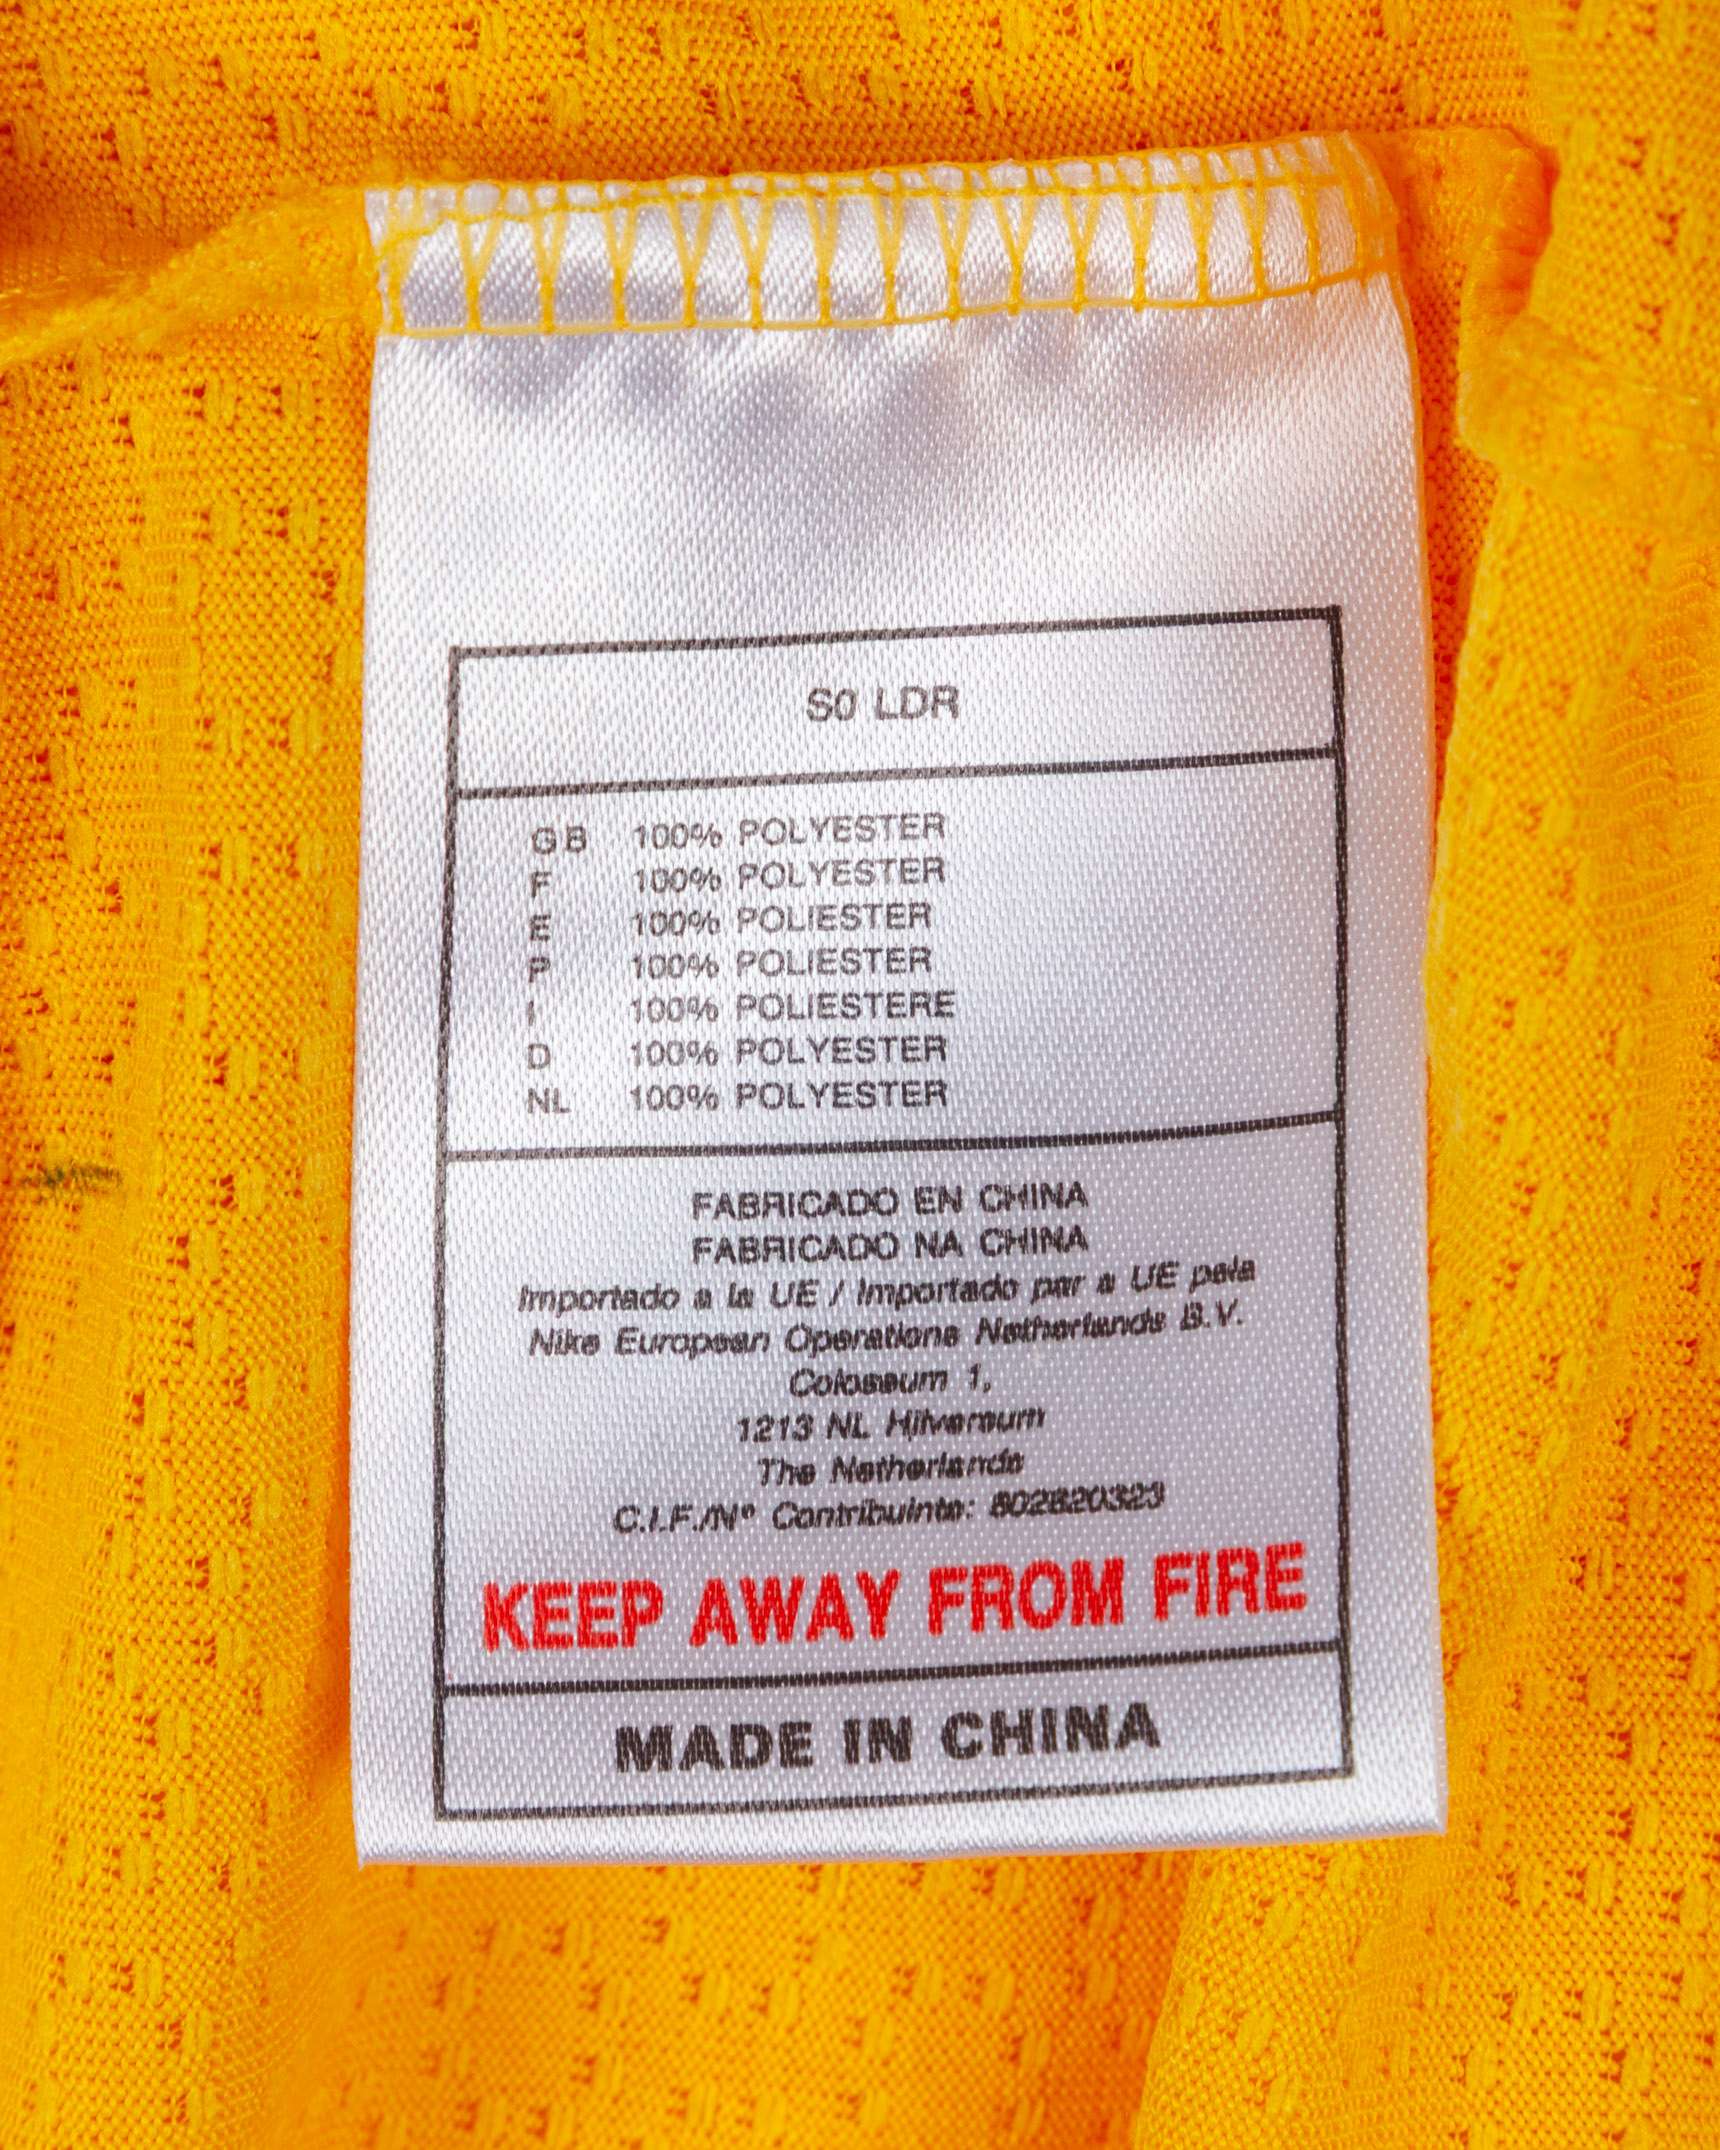 S0 LDR
GB 100% POLYESTER
F 100% POLYESTER
E 100% POLIESTER
P 100% POLIESTER
I 100% POLIESTERE
D 100% POLYESTER
NL 100% POLYESTER
FABRICADO EN CHINA
FABRICADO NA CHINA
Importado a la UE / Importado par a UE pela
Nike European Operations Netherlands B.V.
Colosseum 1,
1213 NL Hilversum
The Netherlands
C.I.F./Nº Contribuinte: 802820323
KEEP AWAY FROM FIRE
MADE IN CHINA